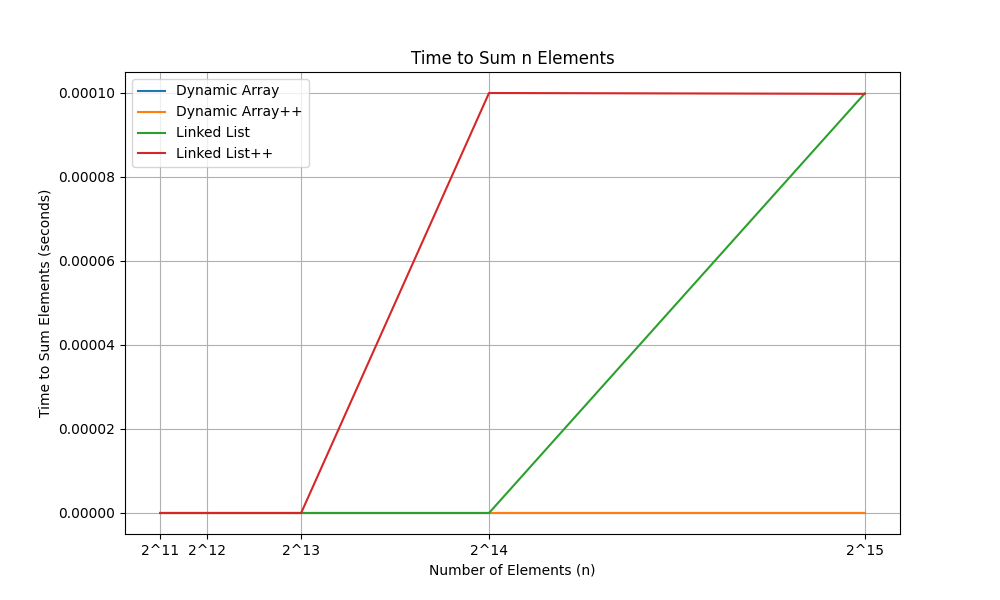 Time to Sum n Elements
Dynamic Array
Dynamic Array++
Linked List
Linked List++
Time to Sum Elements (seconds)
0.00010
0.00008
0.00006
0.00004
0.00002
0.00000
2^11 2^12 2^13 2^14 2^15
Number of Elements (n)